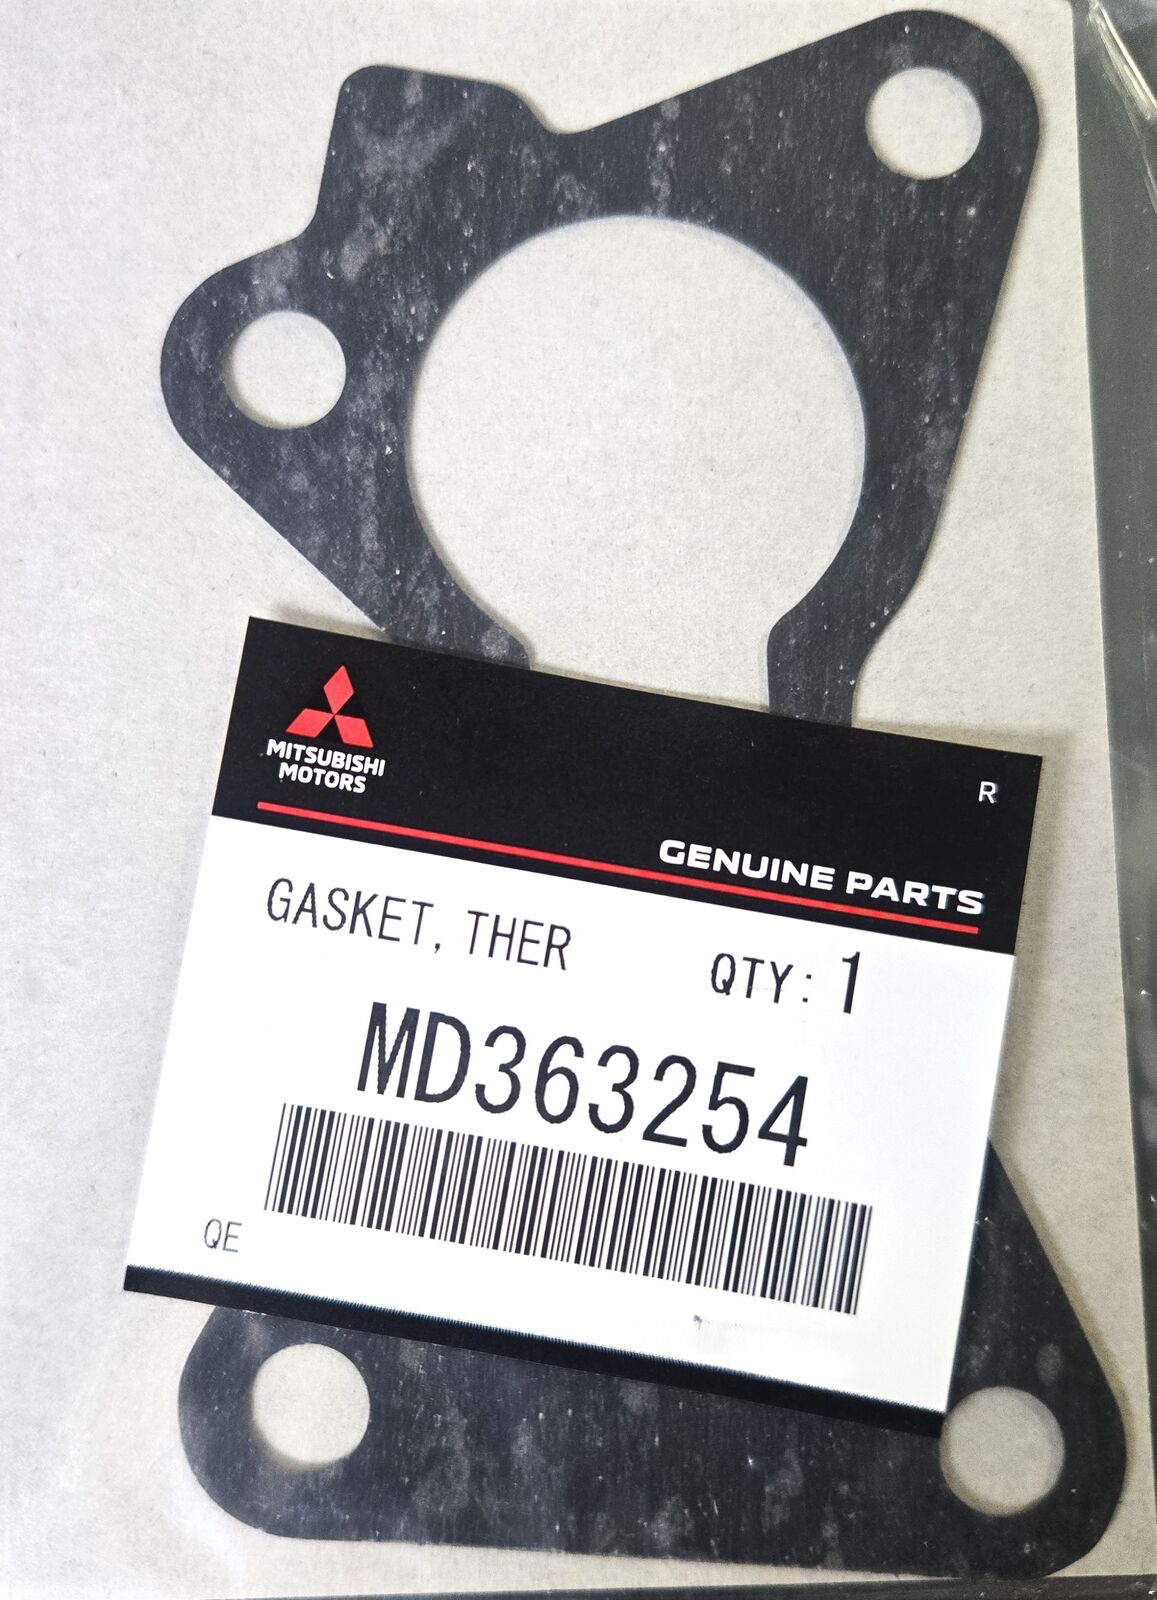 MITSUBISHI
MOTORS
R
GENUINE PARTS
GASKET, THER
QTY: 1
MD363254
QE